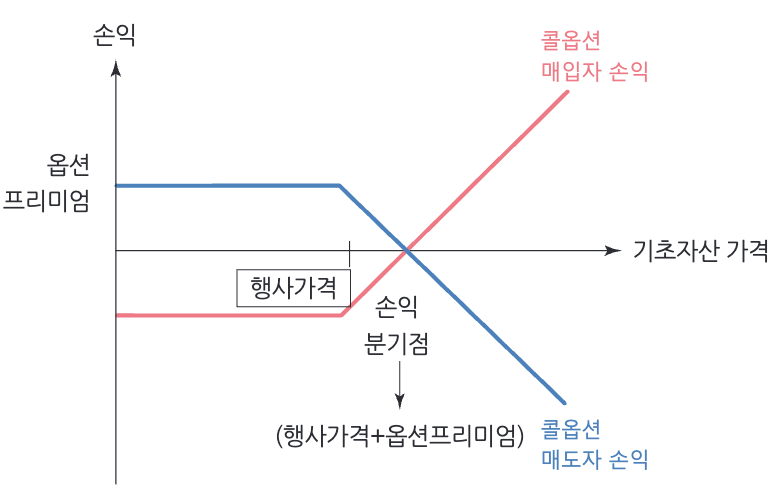 손익
콜옵션
매입자 손익
옵션
프리미엄
기초자산 가격
행사가격
손익
분기점
(행사가격+옵션프리미엄)
콜옵션
매도자 손익